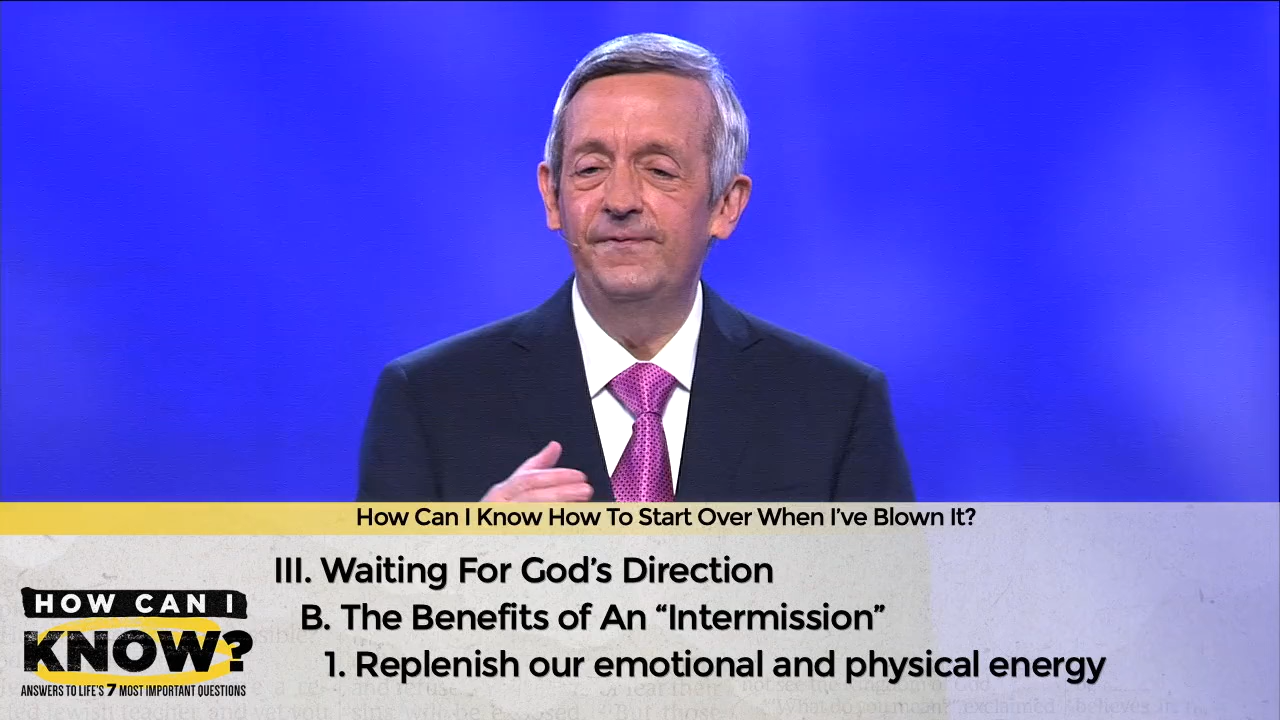 How Can I Know How To Start Over When I've Blown It?
III. Waiting For God's Direction
B. The Benefits of An “Intermission”
1. Replenish our emotional and physical energy
HOW CAN I
KNOW?
ANSWERS TO LIFE'S 7 MOST IMPORTANT QUESTIONS